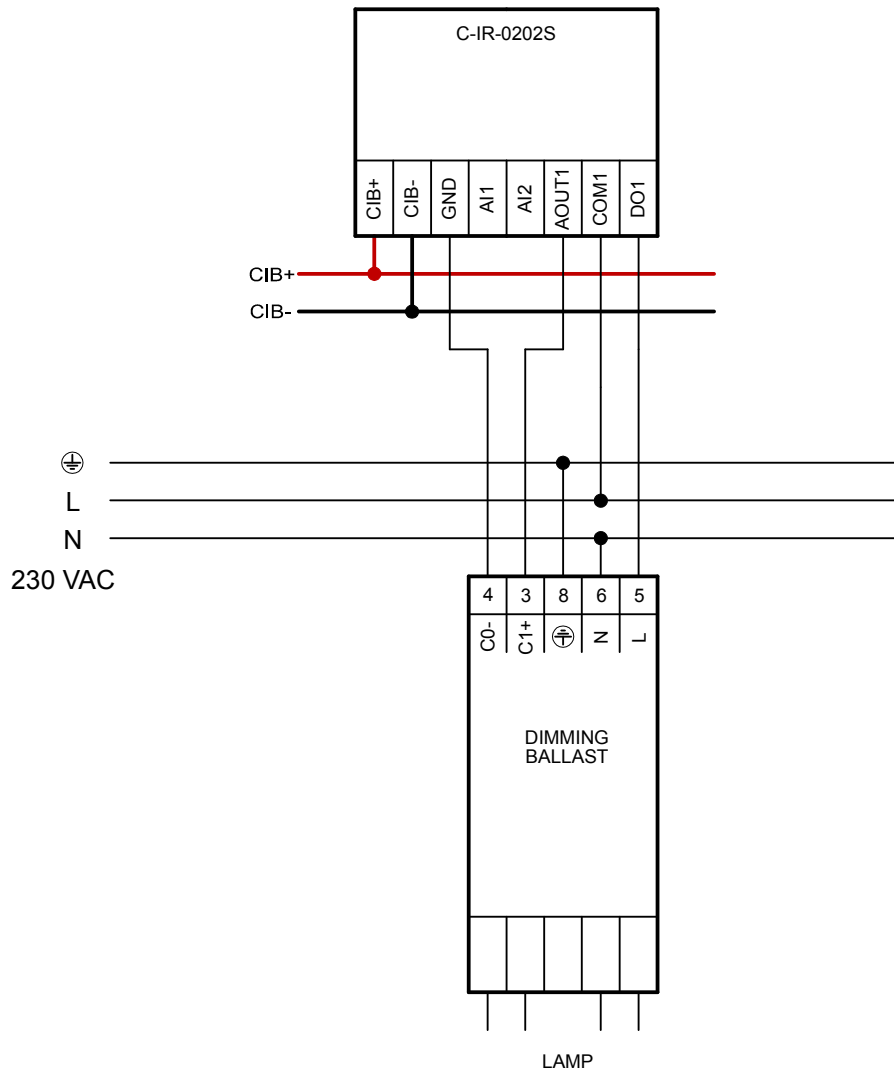 C-IR-0202S
CIB+ CIB- GND AI1 AI2 AOUT1 COM1 DO1
CIB+
CIB-
L
N
230 VAC
4 3 8 6 5
C0- C1+ N L
DIMMING
BALLAST
LAMP